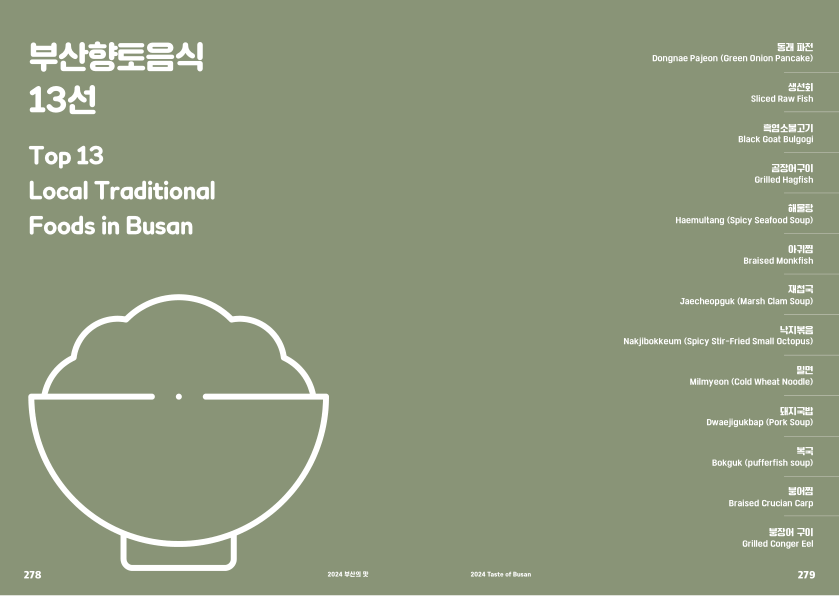 부산향토음식
13선
Top 13
Local Traditional
Foods in Busan
278
2024 부산의 맛
동래 파전
Dongnae Pajeon (Green Onion Pancake)
생선회
Sliced Raw Fish
흑염소불고기
Black Goat Bulgogi
곰장어구이
Grilled Hagfish
해물탕
Haemultang (Spicy Seafood Soup)
아귀찜
Braised Monkfish
재첩국
Jaecheopguk (Marsh Clam Soup)
낙지볶음
Nakjibokkeum (Spicy Stir-Fried Small Octopus)
밀면
Milmyeon (Cold Wheat Noodle)
돼지국밥
Dwaejigukbap (Pork Soup)
복국
Bokguk (pufferfish soup)
붕어찜
Braised Crucian Carp
붕장어 구이
Grilled Conger Eel
2024 Taste of Busan
279